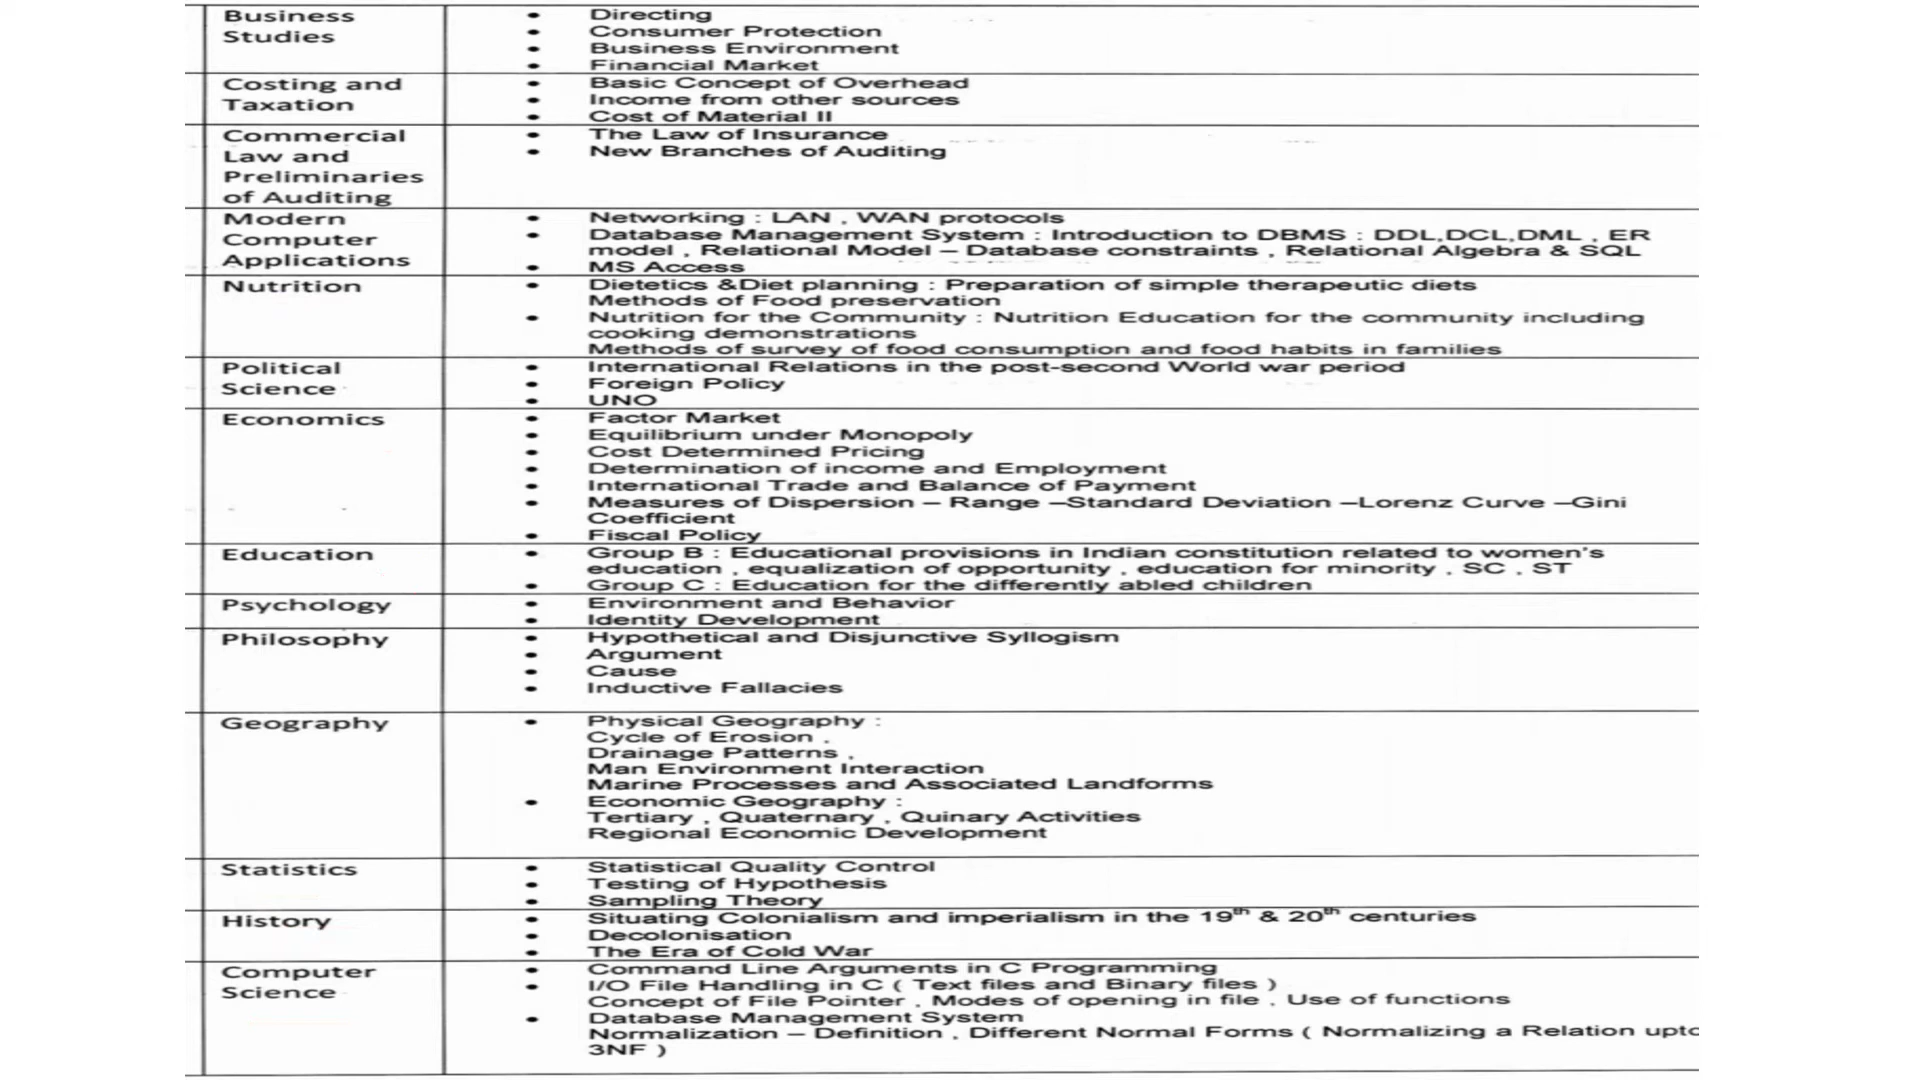 Business Studies
Directing
Consumer Protection
Business Environment
Financial Market
Costing and Taxation
Basic Concept of Overhead
Income from other sources
Cost of Material II
Commercial Law and Preliminaries of Auditing
The Law of Insurance
New Branches of Auditing
Modern Computer Applications
Networking : LAN , WAN protocols
Database Management System : Introduction to DBMS : DDL,DCL,DML , ER
model , Relational Model – Database constraints , Relational Algebra & SQL
MS Access
Nutrition
Dietetics &Diet planning : Preparation of simple therapeutic diets
Methods of Food preservation
Nutrition for the Community : Nutrition Education for the community including
cooking demonstrations
Methods of survey of food consumption and food habits in families
Political Science
International Relations in the post-second World war period
Foreign Policy
UNO
Economics
Factor Market
Equilibrium under Monopoly
Cost Determined Pricing
Determination of income and Employment
International Trade and Balance of Payment
Measures of Dispersion – Range –Standard Deviation –Lorenz Curve –Gini
Coefficient
Fiscal Policy
Education
Group B : Educational provisions in Indian constitution related to women's
education , equalization of opportunity , education for minority , SC , ST
Group C : Education for the differently abled children
Psychology
Environment and Behavior
Identity Development
Philosophy
Hypothetical and Disjunctive Syllogism
Argument
Cause
Inductive Fallacies
Geography
Physical Geography :
Cycle of Erosion ,
Drainage Patterns ,
Man Environment Interaction
Marine Processes and Associated Landforms
Economic Geography :
Tertiary , Quaternary , Quinary Activities
Regional Economic Development
Statistics
Statistical Quality Control
Testing of Hypothesis
Sampling Theory
History
Situating Colonialism and imperialism in the 19th & 20th centuries
Decolonisation
The Era of Cold War
Computer Science
Command Line Arguments in C Programming
I/O File Handling in C ( Text files and Binary files )
Concept of File Pointer , Modes of opening in file , Use of functions
Database Management System
Normalization – Definition , Different Normal Forms ( Normalizing a Relation upto
3NF )